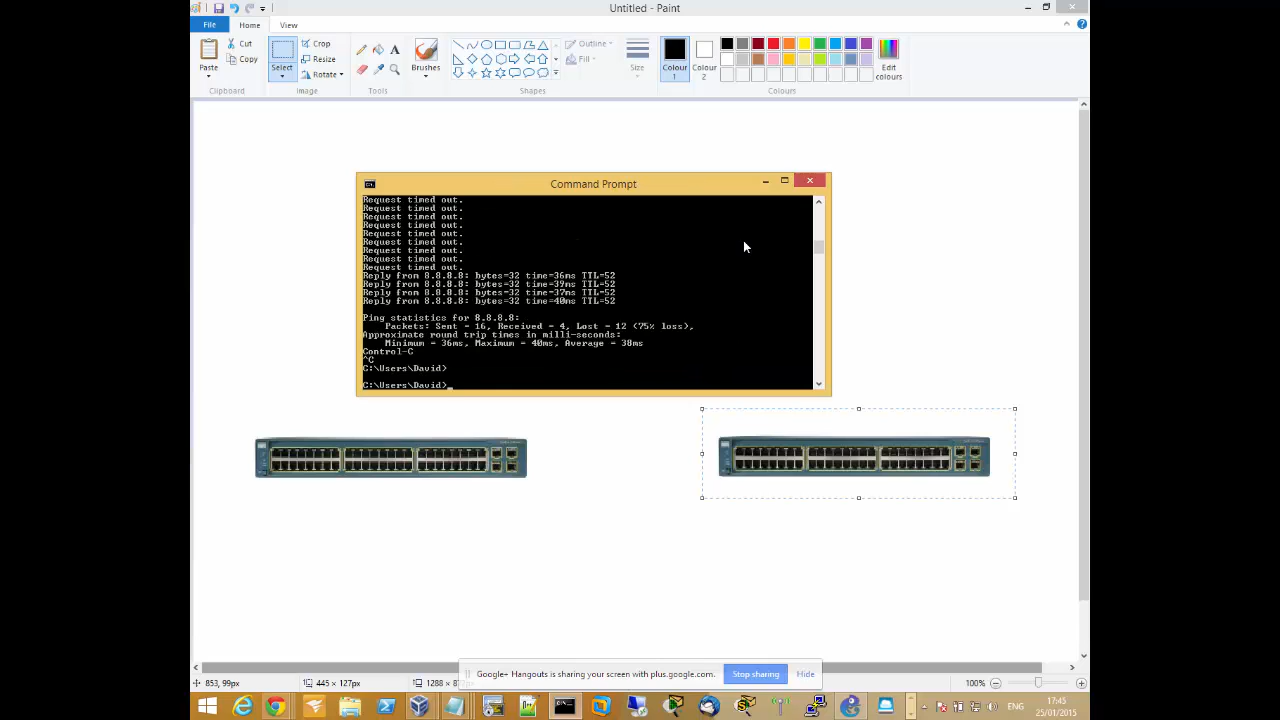 Untitled - Paint
File Home View
Paste
Cut
Copy
Clipboard
Select
Crop
Resize
Rotate
Image
Tools
Brushes
Shapes
Outline
Fill
Size
Colour 1
Colour 2
Edit colours
Colours
Command Prompt
Request timed out.
Request timed out.
Request timed out.
Request timed out.
Request timed out.
Request timed out.
Request timed out.
Request timed out.
Request timed out.
Reply from 8.8.8.8: bytes=32 time=36ms TTL=52
Reply from 8.8.8.8: bytes=32 time=39ms TTL=52
Reply from 8.8.8.8: bytes=32 time=37ms TTL=52
Reply from 8.8.8.8: bytes=32 time=40ms TTL=52
Ping statistics for 8.8.8.8:
Packets: Sent = 16, Received = 4, Lost = 12 (75% loss),
Approximate round trip times in milli-seconds:
Minimum = 36ms, Maximum = 40ms, Average = 38ms
Control-C
^C
C:\Users\David>
C:\Users\David>_
Google+ Hangouts is sharing your screen with plus.google.com. Stop sharing Hide
853, 99px 445 × 127px 1288 × 87 100%
ENG 17:45
25/01/2015